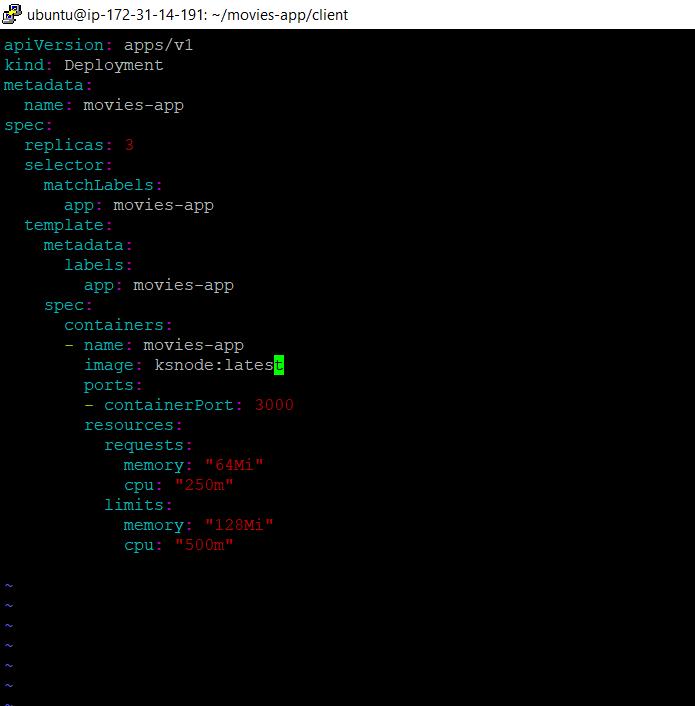 ubuntu@ip-172-31-14-191: ~/movies-app/client
apiVersion: apps/v1
kind: Deployment
metadata:
  name: movies-app
spec:
  replicas: 3
  selector:
    matchLabels:
      app: movies-app
  template:
    metadata:
      labels:
        app: movies-app
    spec:
      containers:
      - name: movies-app
        image: ksnode:latest
        ports:
        - containerPort: 3000
        resources:
          requests:
            memory: "64Mi"
            cpu: "250m"
          limits:
            memory: "128Mi"
            cpu: "500m"
~
~
~
~
~
~
~